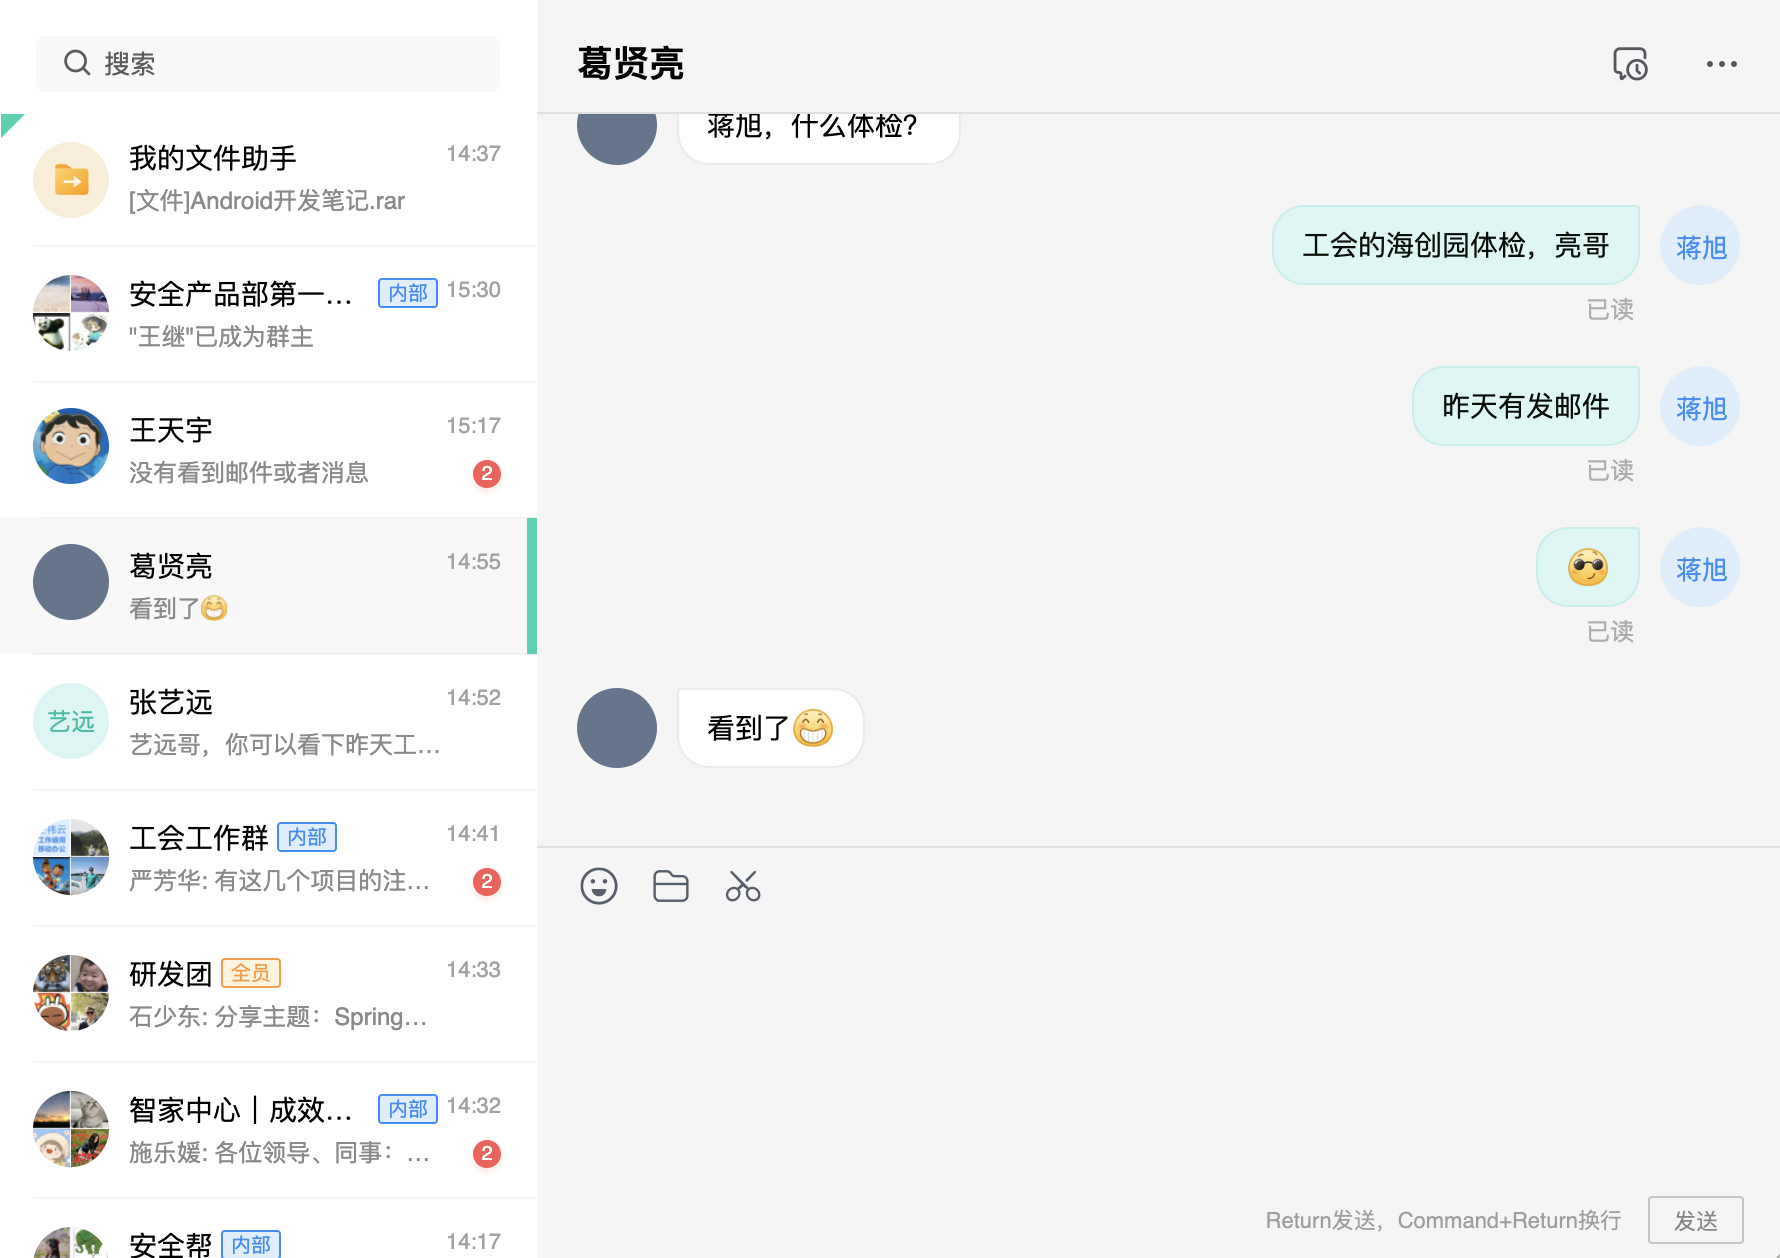 搜索
我的文件助手 14:37
[文件]Android开发笔记.rar
安全产品部第一… 内部 15:30
"王继"已成为群主
王天宇 15:17
没有看到邮件或者消息 2
葛贤亮 14:55
看到了😁
艺远
张艺远 14:52
艺远哥，你可以看下昨天工…
工会工作群 内部 14:41
严芳华: 有这几个项目的注… 2
研发团 全员 14:33
石少东: 分享主题：Spring…
智家中心｜成效… 内部 14:32
施乐媛: 各位领导、同事：… 2
安全帮 内部 14:17
葛贤亮
蒋旭，什么体检？
工会的海创园体检，亮哥 蒋旭
已读
昨天有发邮件 蒋旭
已读
蒋旭
已读
看到了😁
Return发送，Command+Return换行 发送